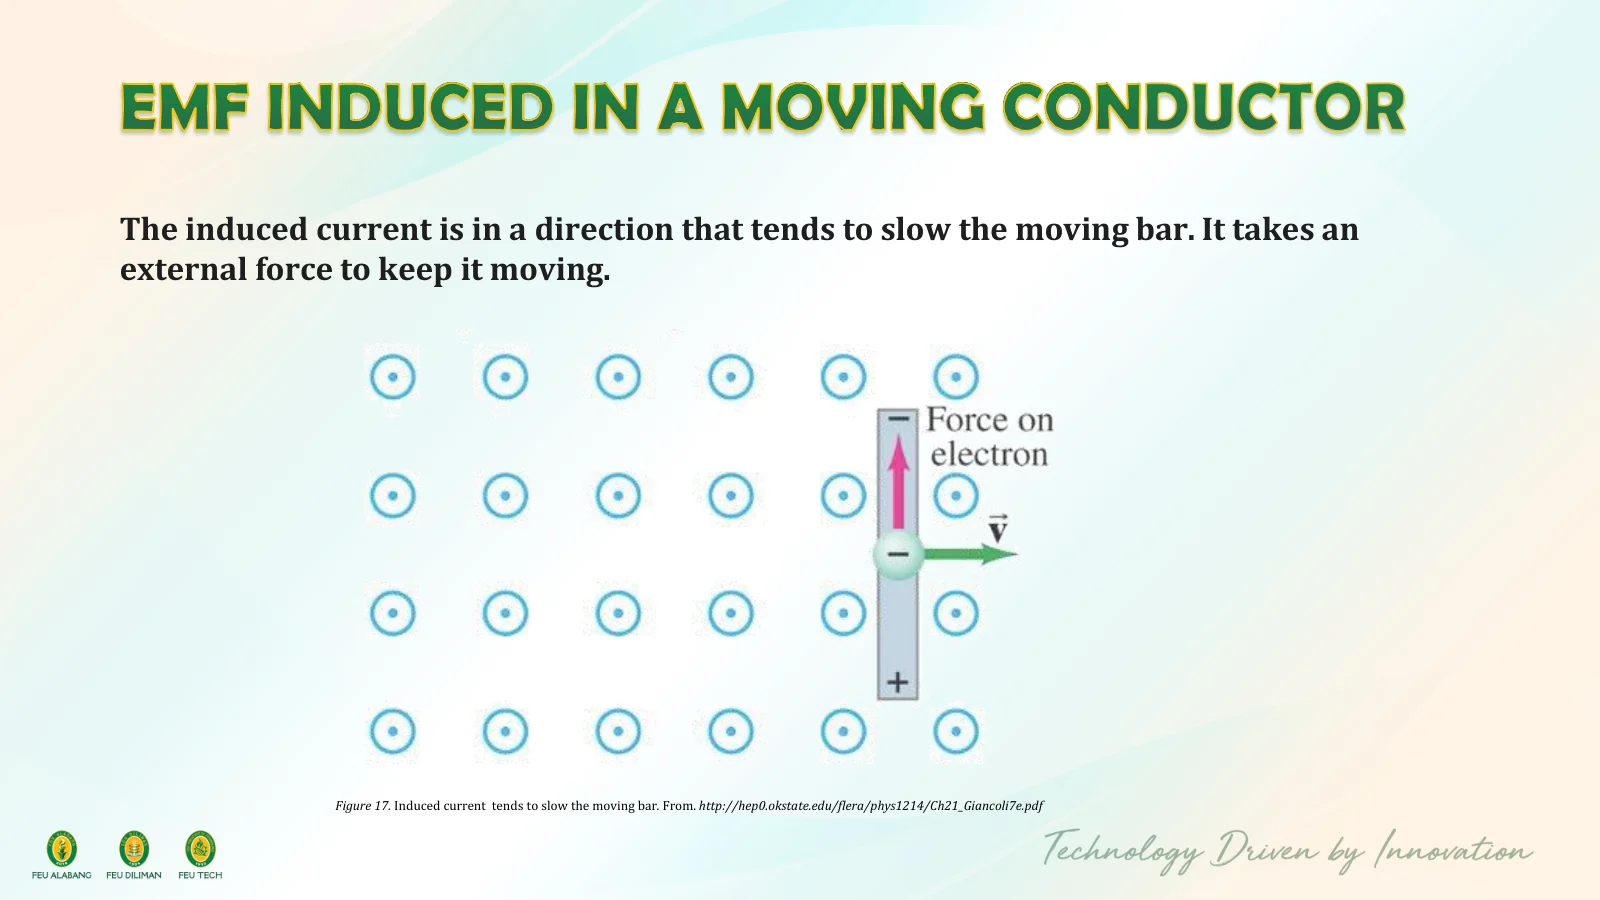 EMF INDUCED IN A MOVING CONDUCTOR
The induced current is in a direction that tends to slow the moving bar. It takes an
external force to keep it moving.
−
Force on
electron
v⃗
−
+
Figure 17. Induced current tends to slow the moving bar. From. http://hep0.okstate.edu/flera/phys1214/Ch21_Giancoli7e.pdf
FEU ALABANG FEU DILIMAN FEU TECH
Technology Driven by Innovation